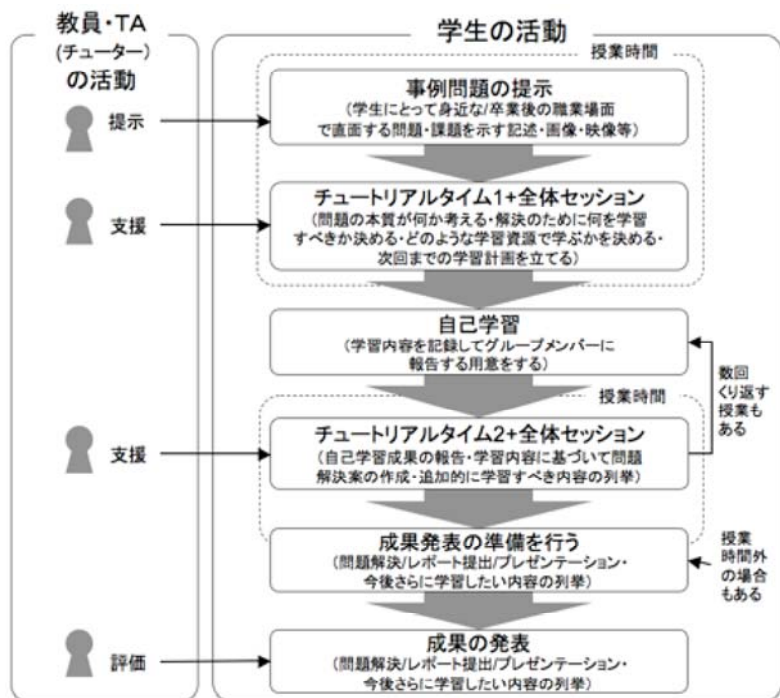 教員・TA
(チューター)
の活動
提示
支援
支援
評価
学生の活動
授業時間
事例問題の提示
(学生にとって身近な/卒業後の職業場面
で直面する問題・課題を示す記述・画像・映像等)
チュートリアルタイム1+全体セッション
(問題の本質が何か考える・解決のために何を学習
すべきか決める・どのような学習資源で学ぶかを決める・
次回までの学習計画を立てる)
自己学習
(学習内容を記録してグループメンバーに
報告する用意をする)
数回
くり返す
授業も
ある
授業時間
チュートリアルタイム2+全体セッション
(自己学習成果の報告・学習内容に基づいて問題
解決案の作成・追加的に学習すべき内容の列挙)
成果発表の準備を行う
(問題解決/レポート提出/プレゼンテーション・
今後さらに学習したい内容の列挙)
授業
時間外
の場合
もある
成果の発表
(問題解決/レポート提出/プレゼンテーション・
今後さらに学習したい内容の列挙)